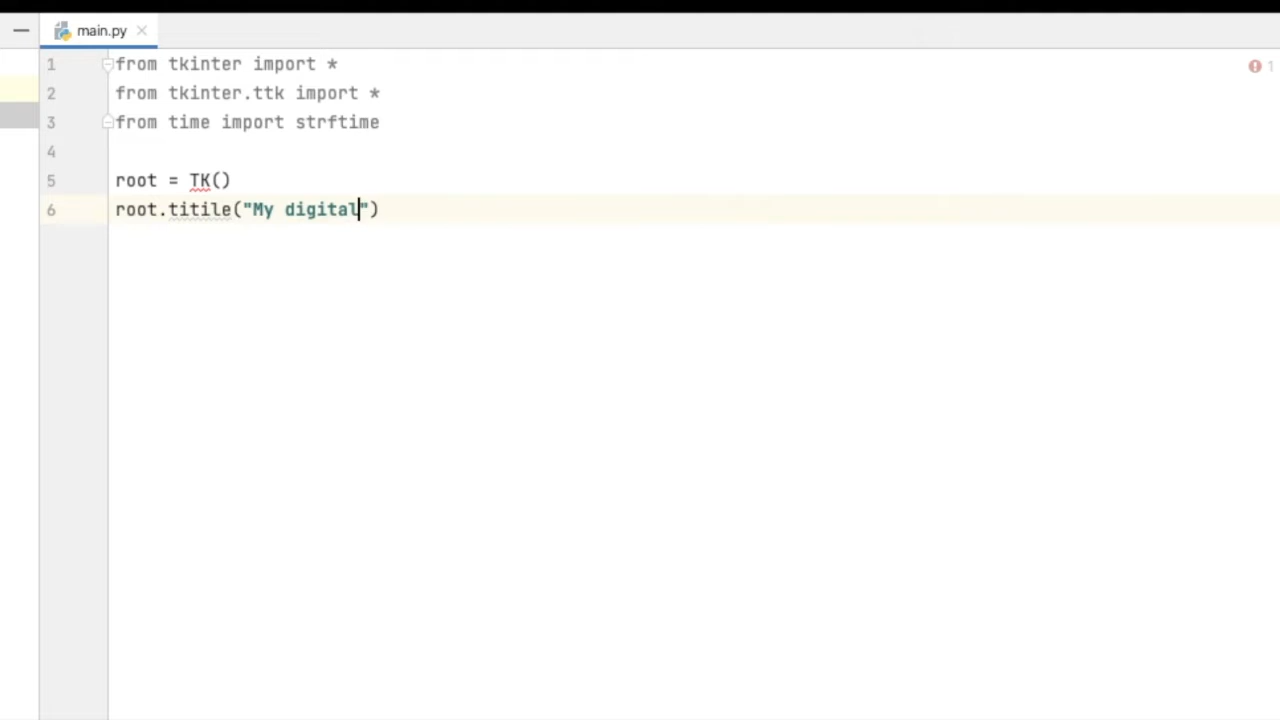 main.py
1
1 from tkinter import *
2 from tkinter.ttk import *
3 from time import strftime
4
5 root = TK()
6 root.titile("My digital")